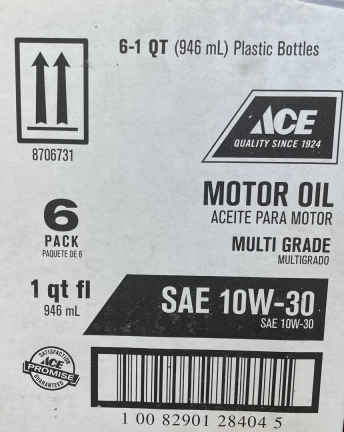 6-1 QT (946 mL) Plastic Bottles
8706731
ACE
QUALITY SINCE 1924
MOTOR OIL
ACEITE PARA MOTOR
6
PACK
PAQUETE DE 6
MULTI GRADE
MULTIGRADO
1 qt fl
946 mL
SAE 10W-30
SAE 10W-30
SATISFACTION
ACE
PROMISE
GUARANTEED
1 00 82901 28404 5